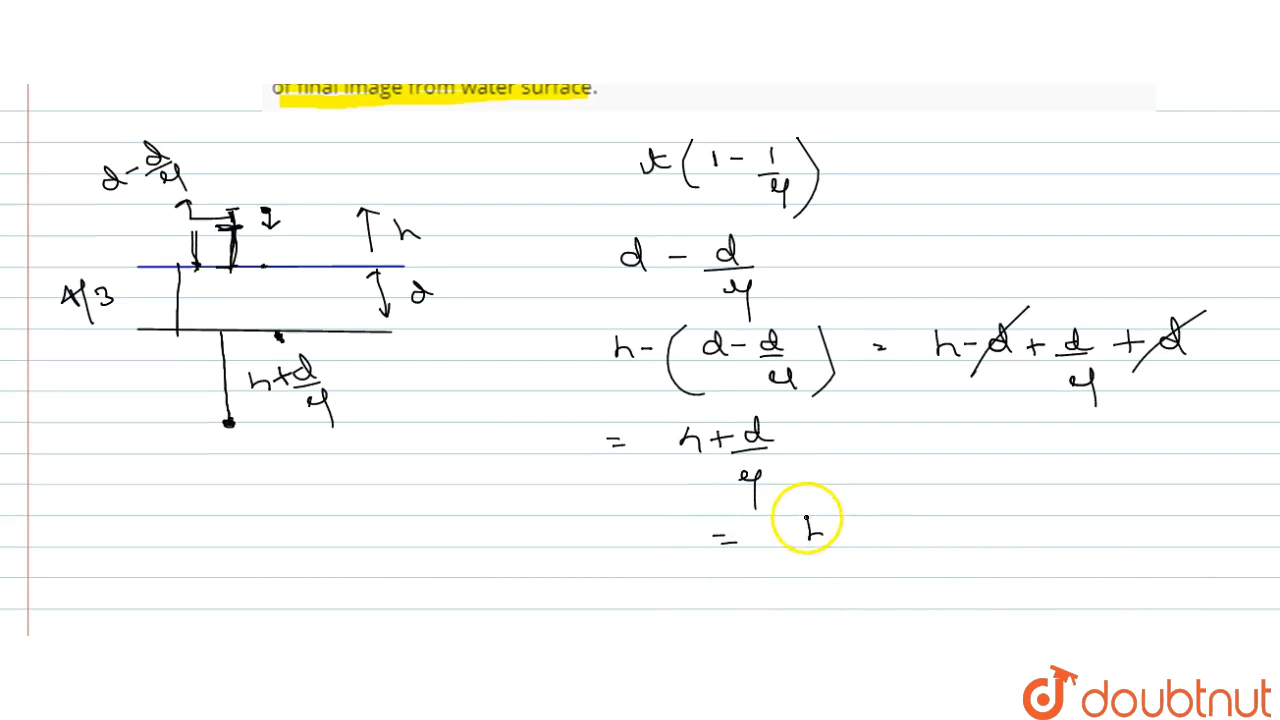 of final image from water surface.
d - d/μ
h
4/3
d
h + d/μ
t(1 - 1/μ)
d - d/μ
h - (d - d/μ) = h - d + d/μ + d
= h + d/μ
= h
doubtnut